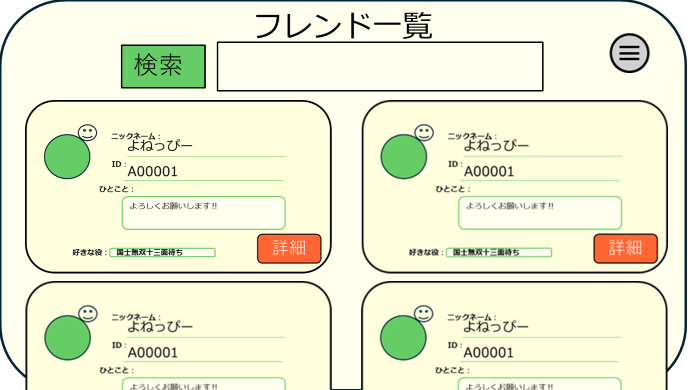 フレンド一覧
検索
ニックネーム：
よねっぴー
ID：
A00001
ひとこと：
よろしくお願いします!!
好きな役：国士無双十三面待ち
詳細
ニックネーム：
よねっぴー
ID：
A00001
ひとこと：
よろしくお願いします!!
好きな役：国士無双十三面待ち
詳細
ニックネーム：
よねっぴー
ID：
A00001
ひとこと：
よろしくお願いします!!
ニックネーム：
よねっぴー
ID：
A00001
ひとこと：
よろしくお願いします!!